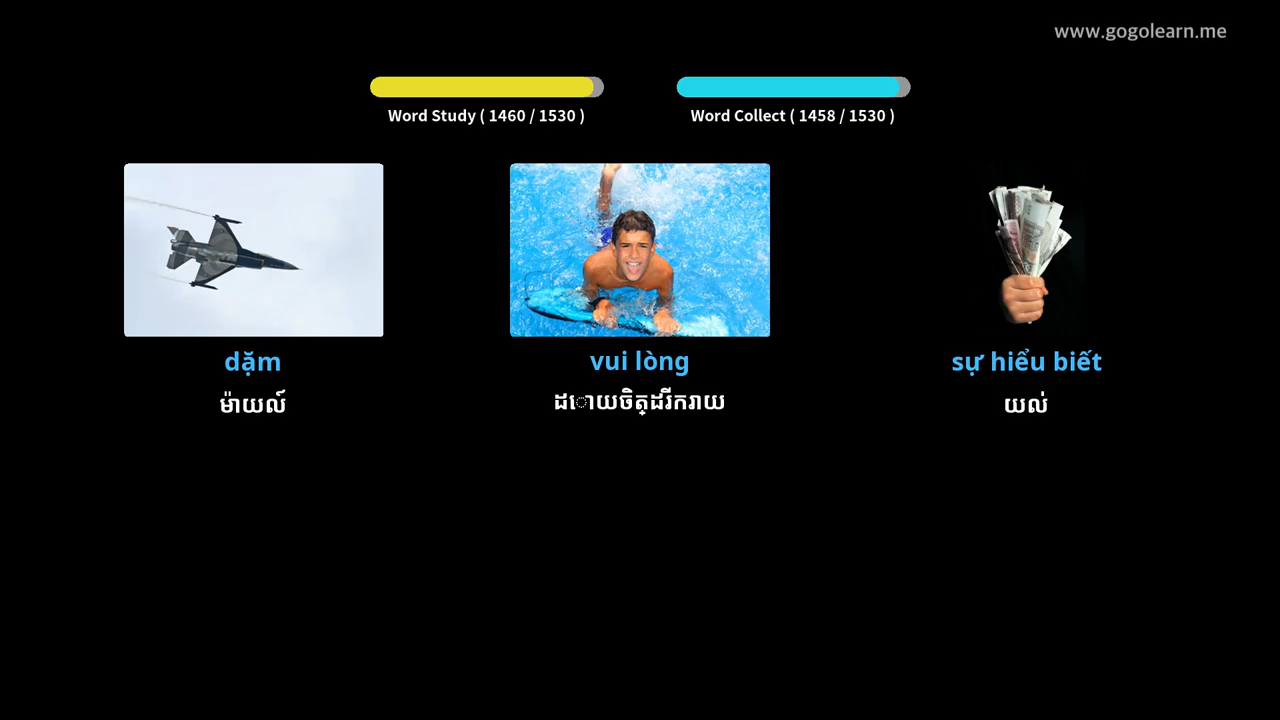 www.gogolearn.me
Word Study ( 1460 / 1530 )
Word Collect ( 1458 / 1530 )
dặm
vui lòng
sự hiểu biết
ម៉ាយល៍
ដោយចិត្ដរីករាយ
យល់